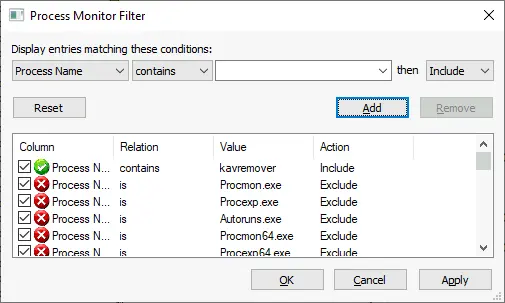 Process Monitor Filter
Display entries matching these conditions:
Process Name contains then Include
Reset Add Remove
Column Relation Value Action
Process N... contains kavremover Include
Process N... is Procmon.exe Exclude
Process N... is Procexp.exe Exclude
Process N... is Autoruns.exe Exclude
Process N... is Procmon64.exe Exclude
Process N... is Procexp64.exe Exclude
OK Cancel Apply